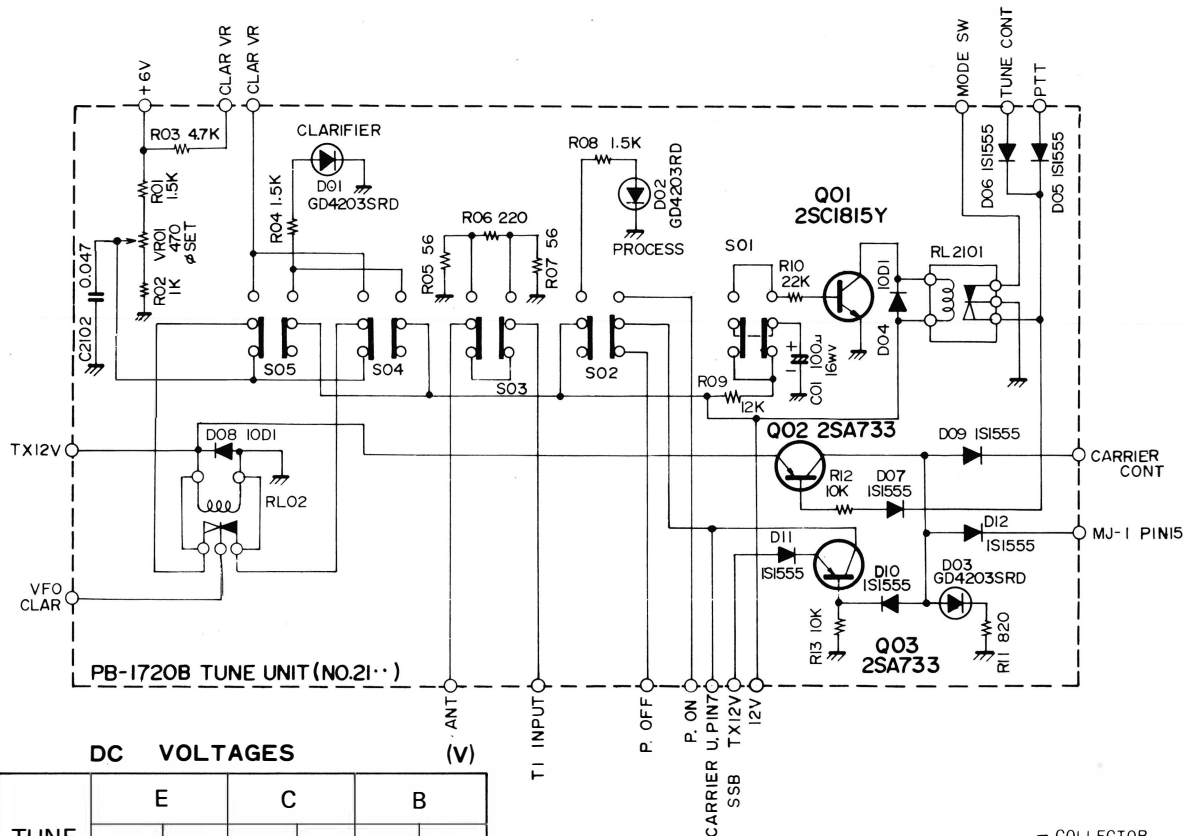 +6V
CLAR VR
CLAR VR
MODE SW
TUNE CONT
PTT
R03 4.7K
CLARIFIER
R08 1.5K
D01
GD4203SRD
R01
1.5K
R04 1.5K
D02
GD4203RD
PROCESS
Q01
2SC1815Y
D06 1S1555
D05 1S1555
VR01
470
øSET
R02
1K
C2102 0.047
R05 56
R06 220
R07 56
S01
R10
22K
10D1
D04
RL2101
S05
S04
S03
S02
+
-
C01 100u
16WV
R09
12K
TX12V
D08 10D1
Q02 2SA733
D09 1S1555
CARRIER
CONT
RL02
R12
10K
D07
1S1555
D12
1S1555
MJ-1 PIN15
D11
1S1555
D10
1S1555
D03
GD4203SRD
VFO
CLAR
R13 10K
Q03
2SA733
R11 820
PB-1720B TUNE UNIT (NO.21··)
ANT
T1 INPUT
P. OFF
P. ON
CARRIER U. PIN7
SSB TX12V
12V
DC VOLTAGES (V)
E C B
TUNE
COLLECTOR